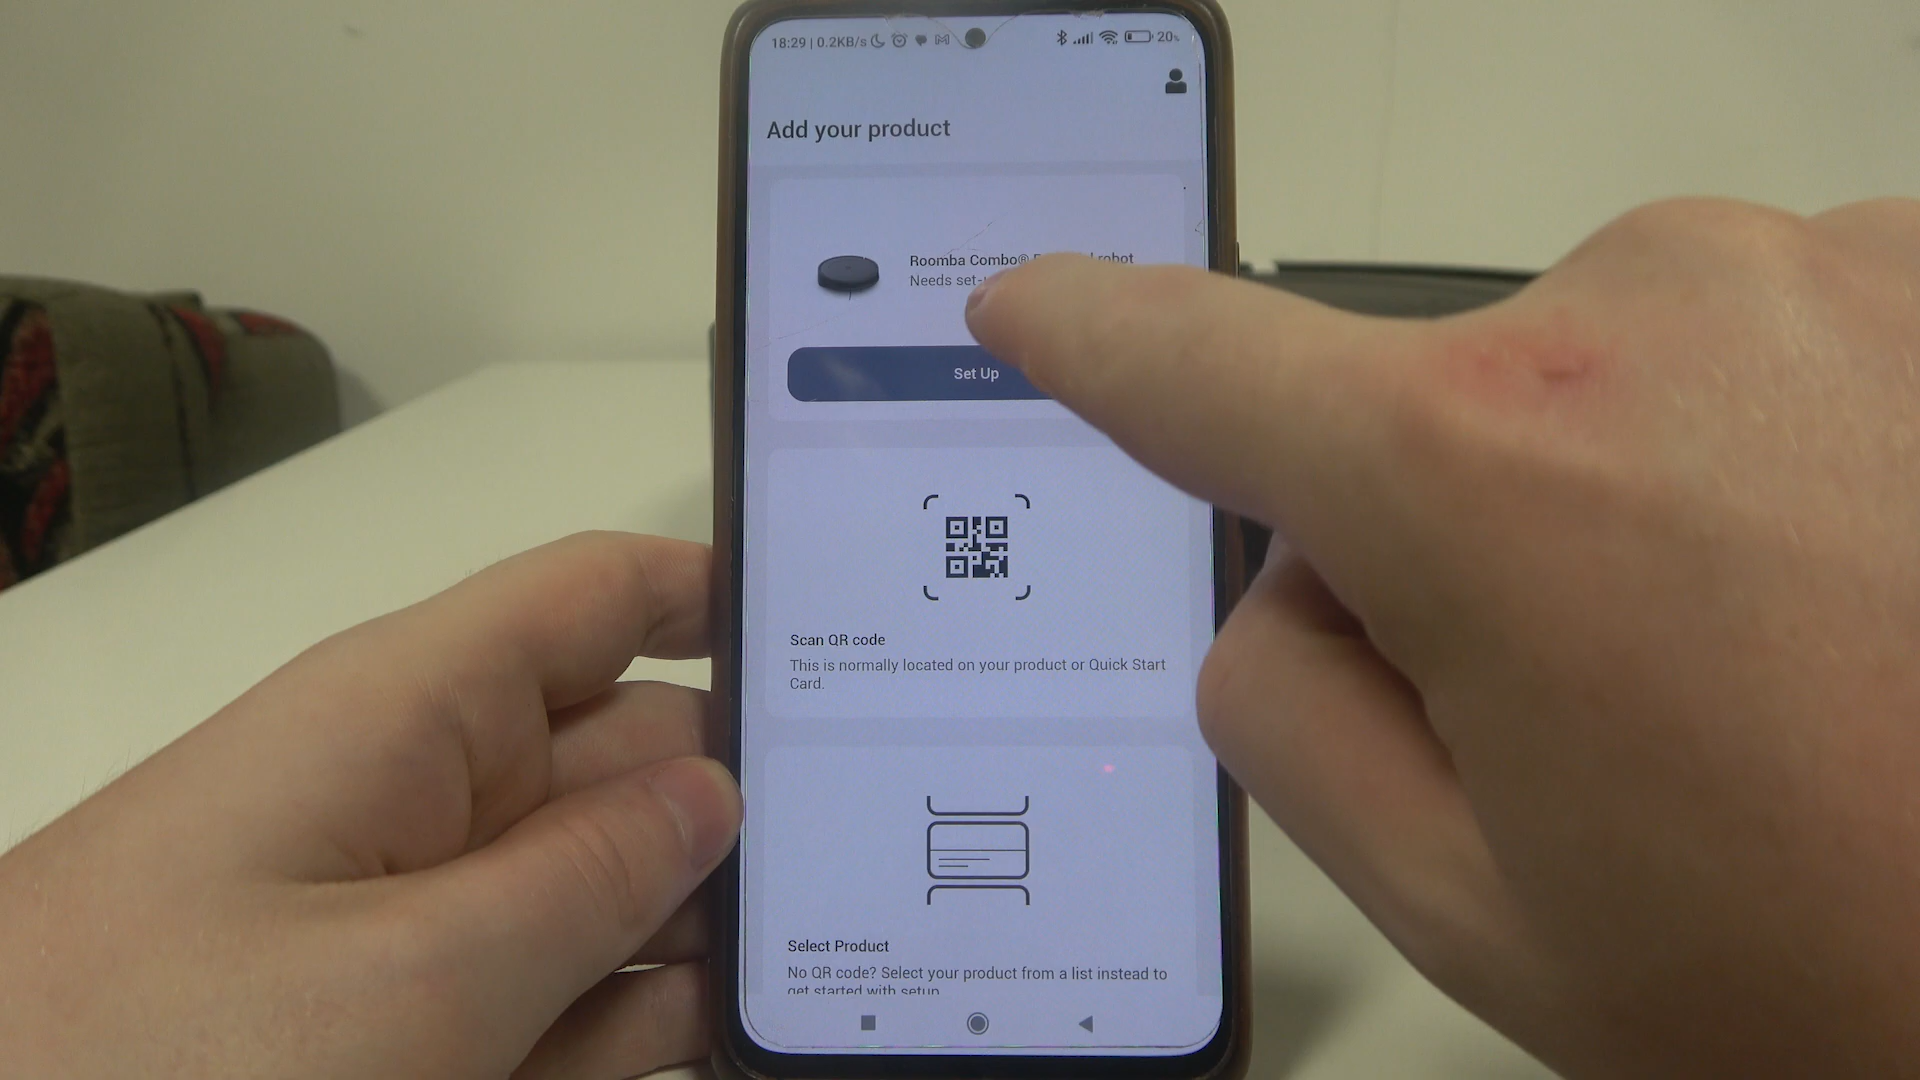 18:29 | 0.2KB/s
20%
Add your product
Roomba Combo® robot
Needs set-
Set Up
Scan QR code
This is normally located on your product or Quick Start
Card.
Select Product
No QR code? Select your product from a list instead to
get started with setup